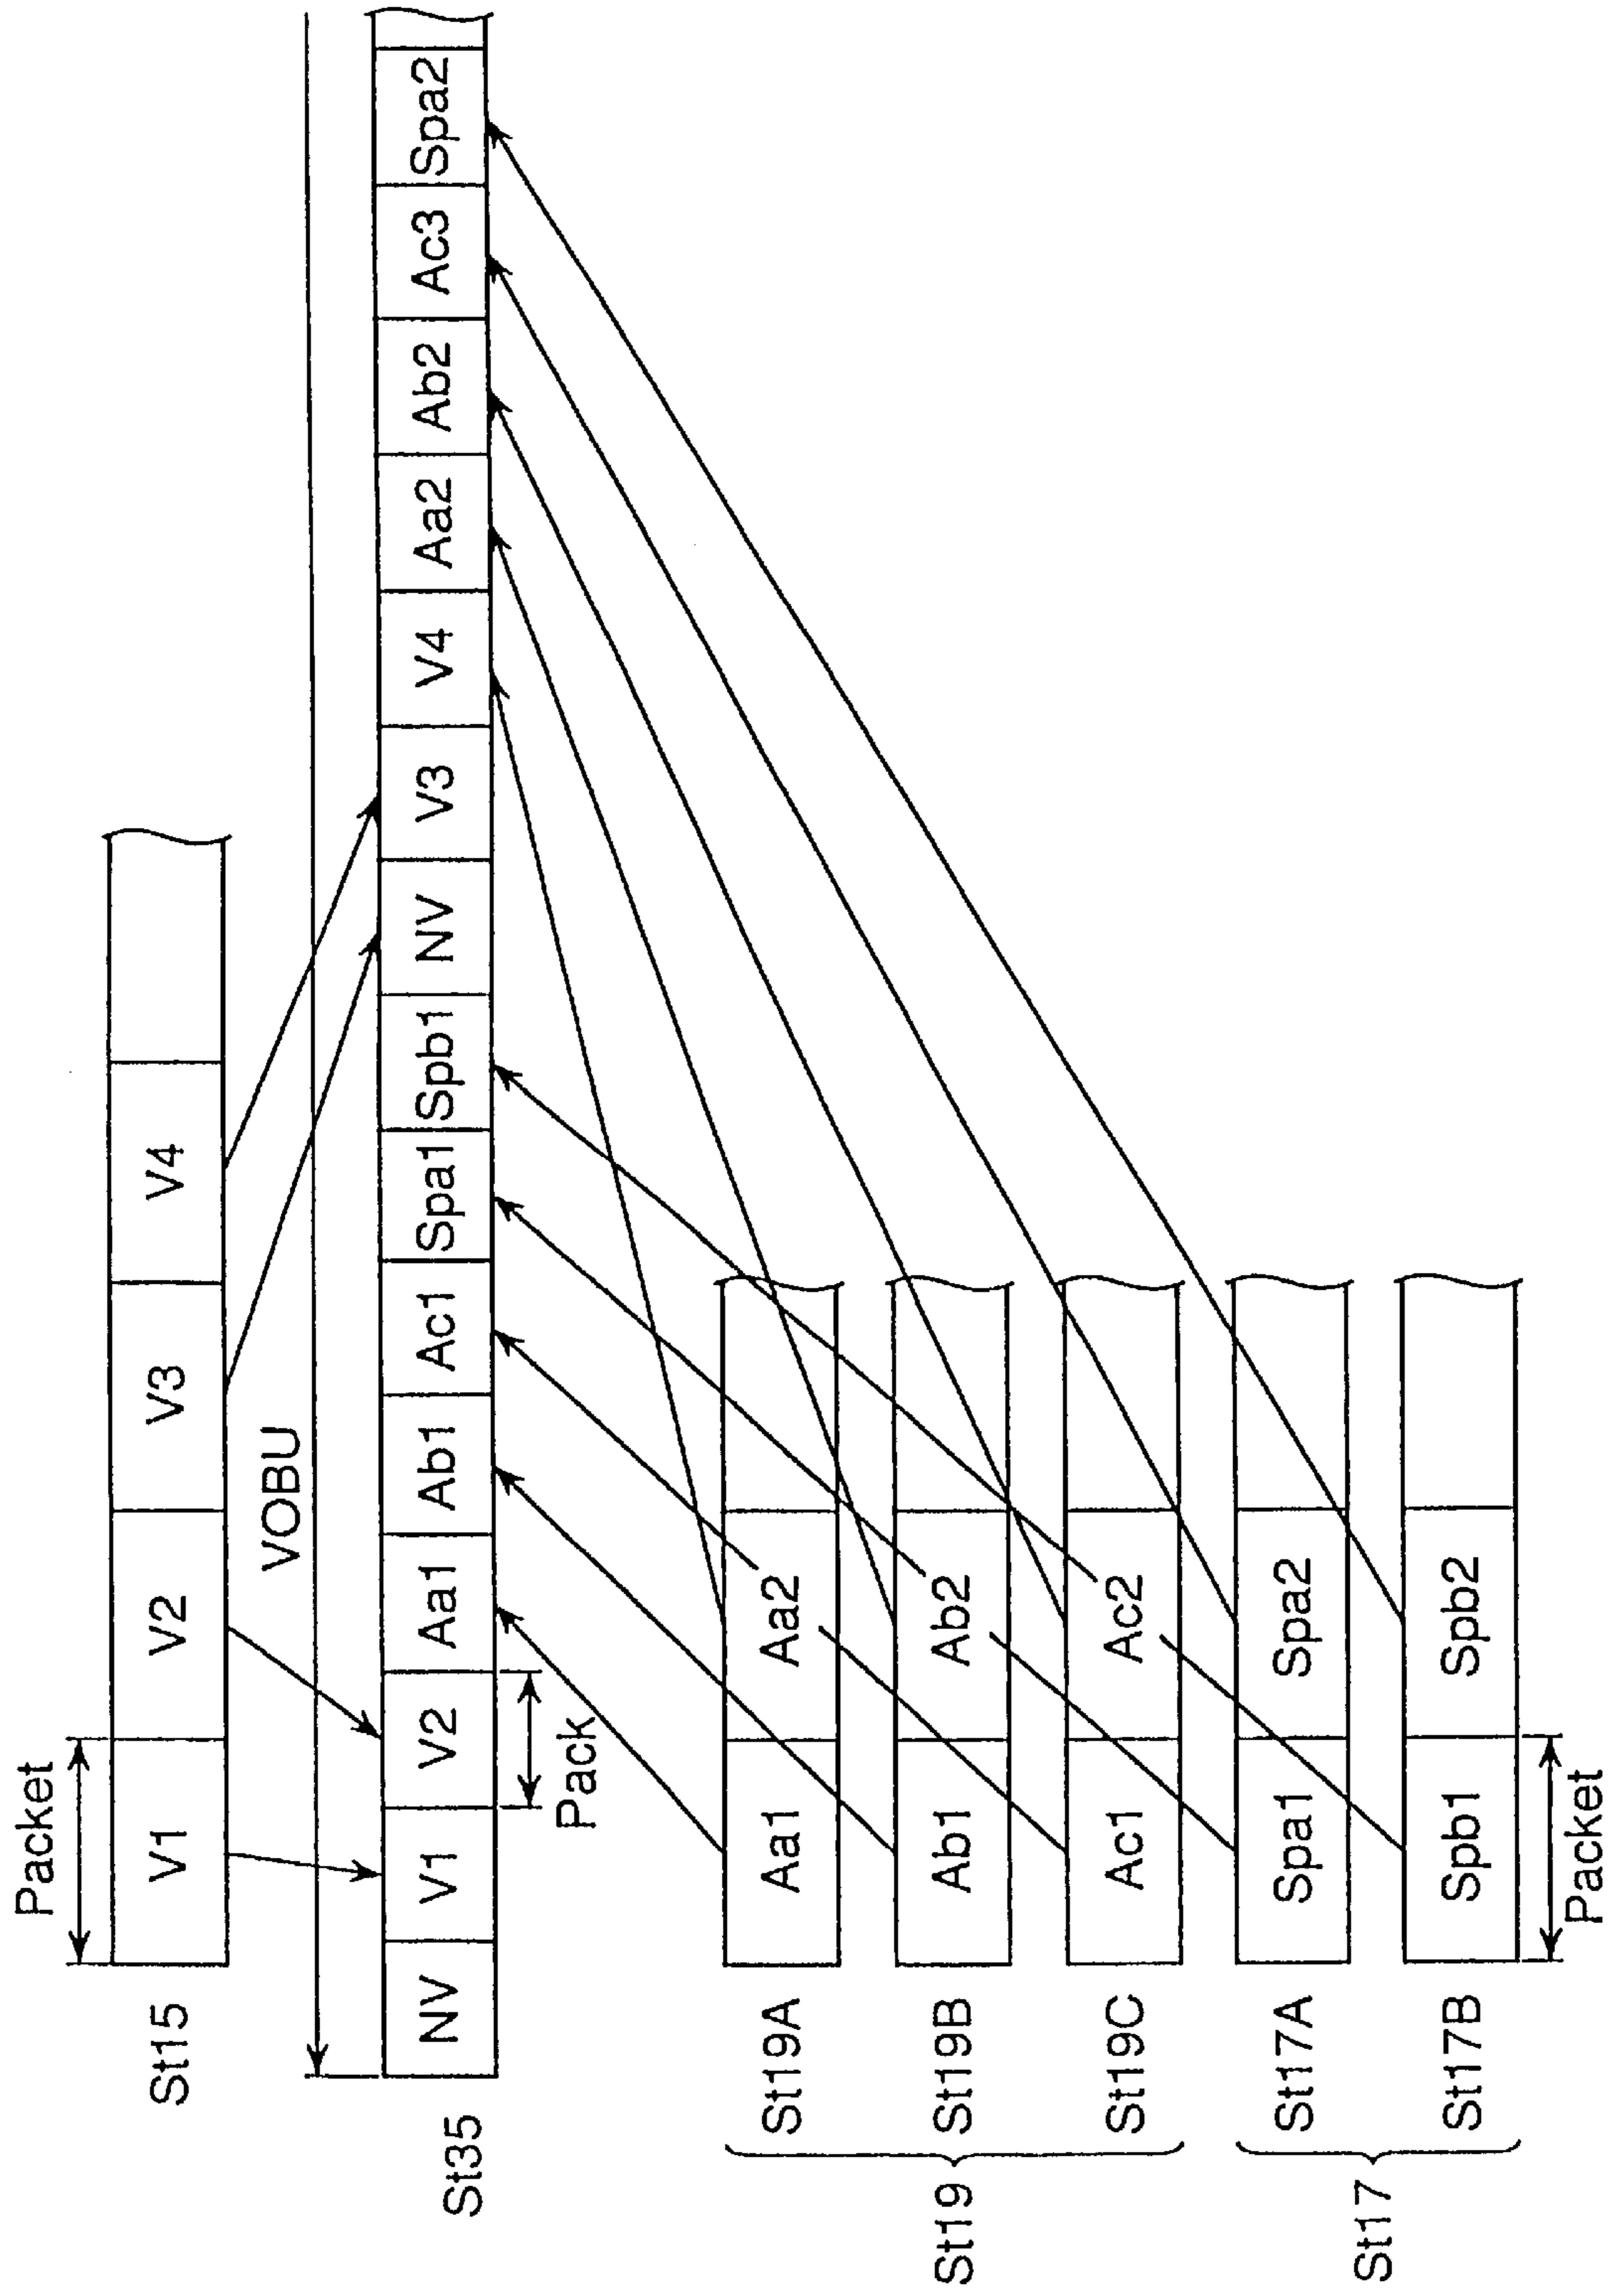 Packet
St15 V1 V2 V3 V4
VOBU
St35 NV V1 V2 Aa1 Ab1 Ac1 Spa1 Spb1 NV V3 V4 Aa2 Ab2 Ac3 Spa2
Pack
St19
St19A Aa1 Aa2
St19B Ab1 Ab2
St19C Ac1 Ac2
St17
St17A Spa1 Spa2
St17B Spb1 Spb2
Packet